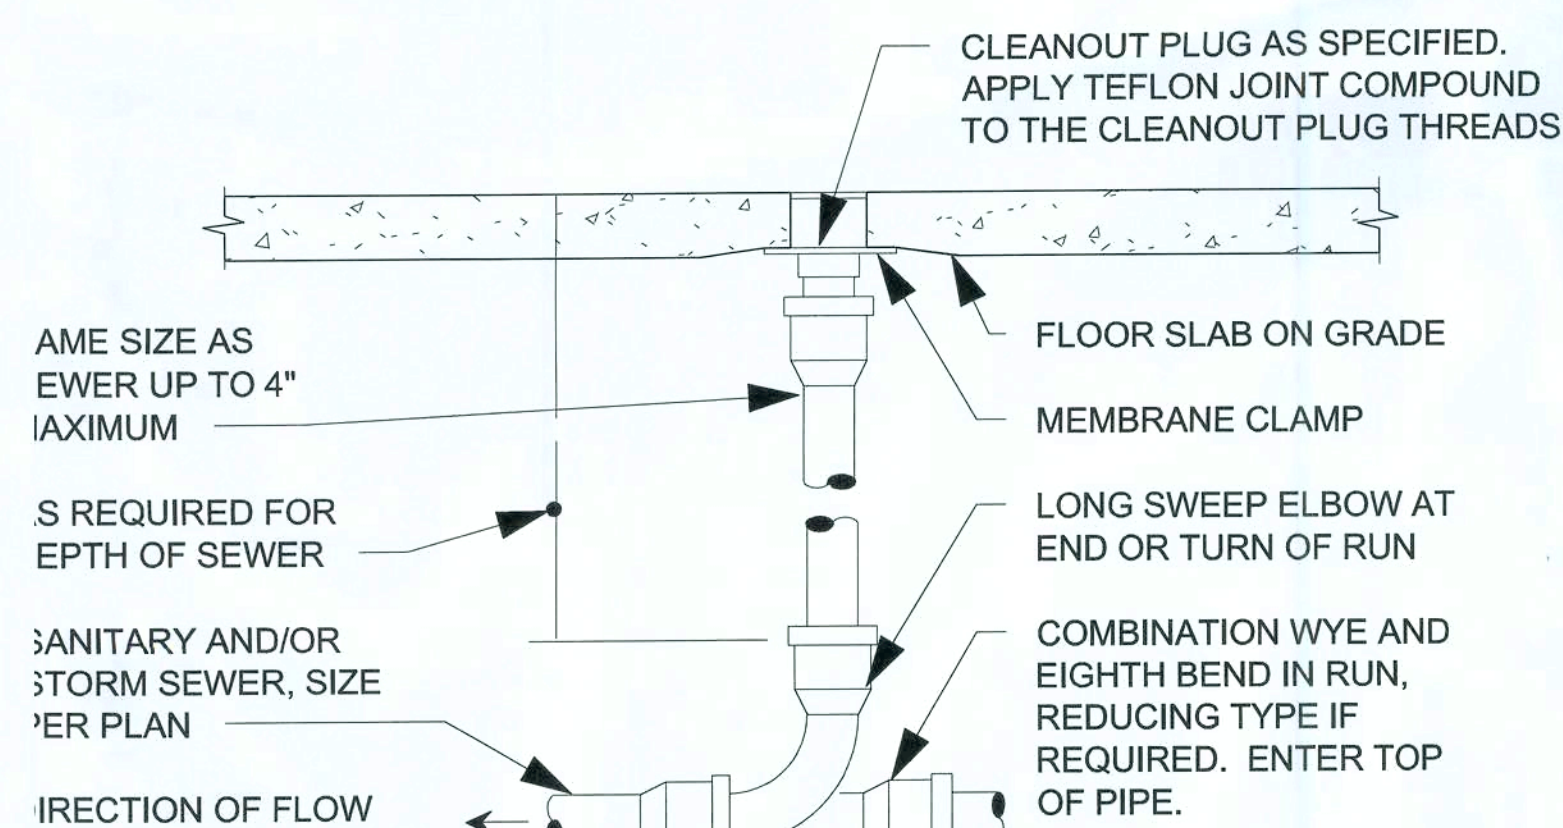 CLEANOUT PLUG AS SPECIFIED.
APPLY TEFLON JOINT COMPOUND
TO THE CLEANOUT PLUG THREADS
AME SIZE AS
EWER UP TO 4"
AXIMUM
S REQUIRED FOR
EPTH OF SEWER
SANITARY AND/OR
STORM SEWER, SIZE
PER PLAN
IRECTION OF FLOW
FLOOR SLAB ON GRADE
MEMBRANE CLAMP
LONG SWEEP ELBOW AT
END OR TURN OF RUN
COMBINATION WYE AND
EIGHTH BEND IN RUN,
REDUCING TYPE IF
REQUIRED. ENTER TOP
OF PIPE.